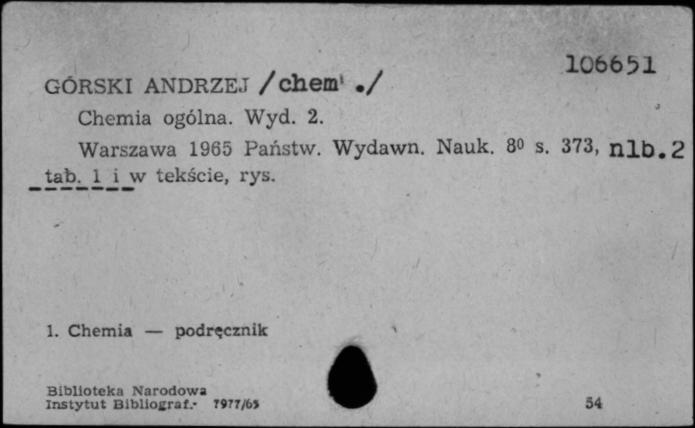 106651
GÓRSKI ANDRZEJ /chem./
Chemia ogólna. Wyd. 2.
Warszawa 1965 Państw. Wydawn. Nauk. 8⁰ s. 373, nlb.2
tab. 1 i w tekście, rys.
1. Chemia — podręcznik
Biblioteka Narodowa
Instytut Bibliograf. 7977/65
54